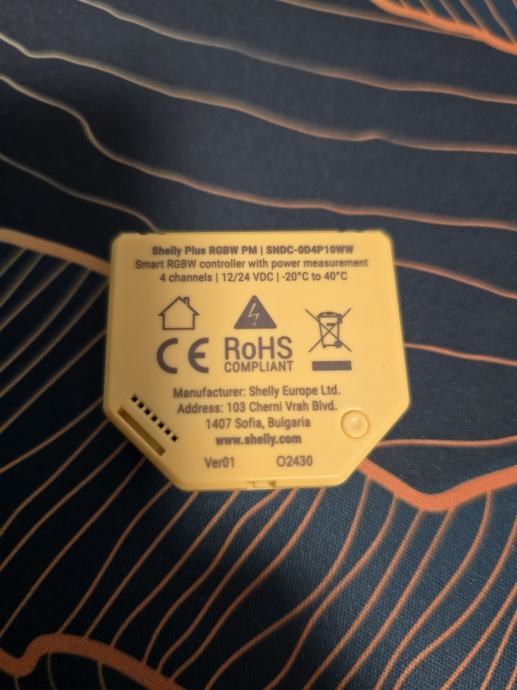 Shelly Plus RGBW PM | SNDC-0D4P10WW
Smart RGBW controller with power measurement
4 channels | 12/24 VDC | -20°C to 40°C
CE RoHS
COMPLIANT
Manufacturer: Shelly Europe Ltd.
Address: 103 Cherni Vrah Blvd.
1407 Sofia, Bulgaria
www.shelly.com
Ver01 O2430